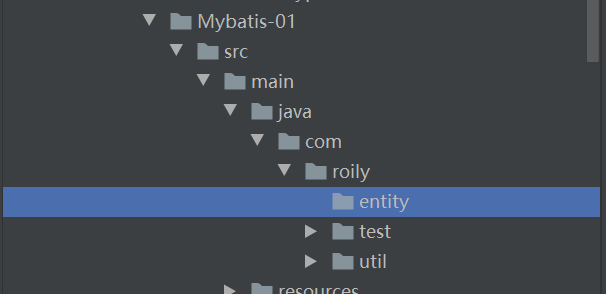 Mybatis-01
src
main
java
com
roily
entity
test
util
resources